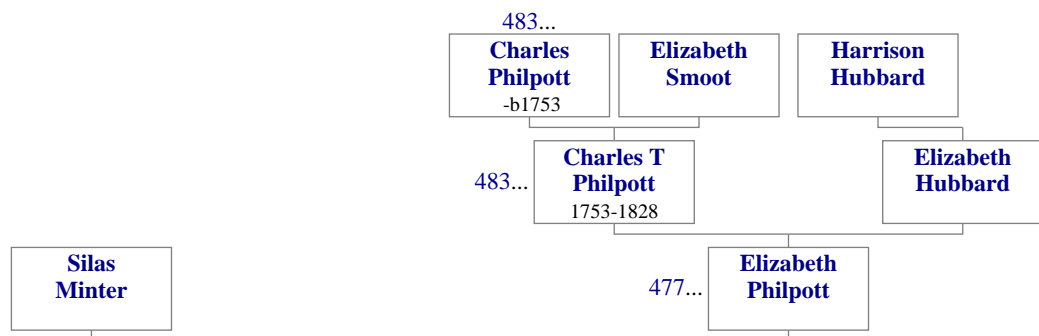 483...
Charles
Philpott
-b1753
Elizabeth
Smoot
Harrison
Hubbard
483...
Charles T
Philpott
1753-1828
Elizabeth
Hubbard
Silas
Minter
477...
Elizabeth
Philpott